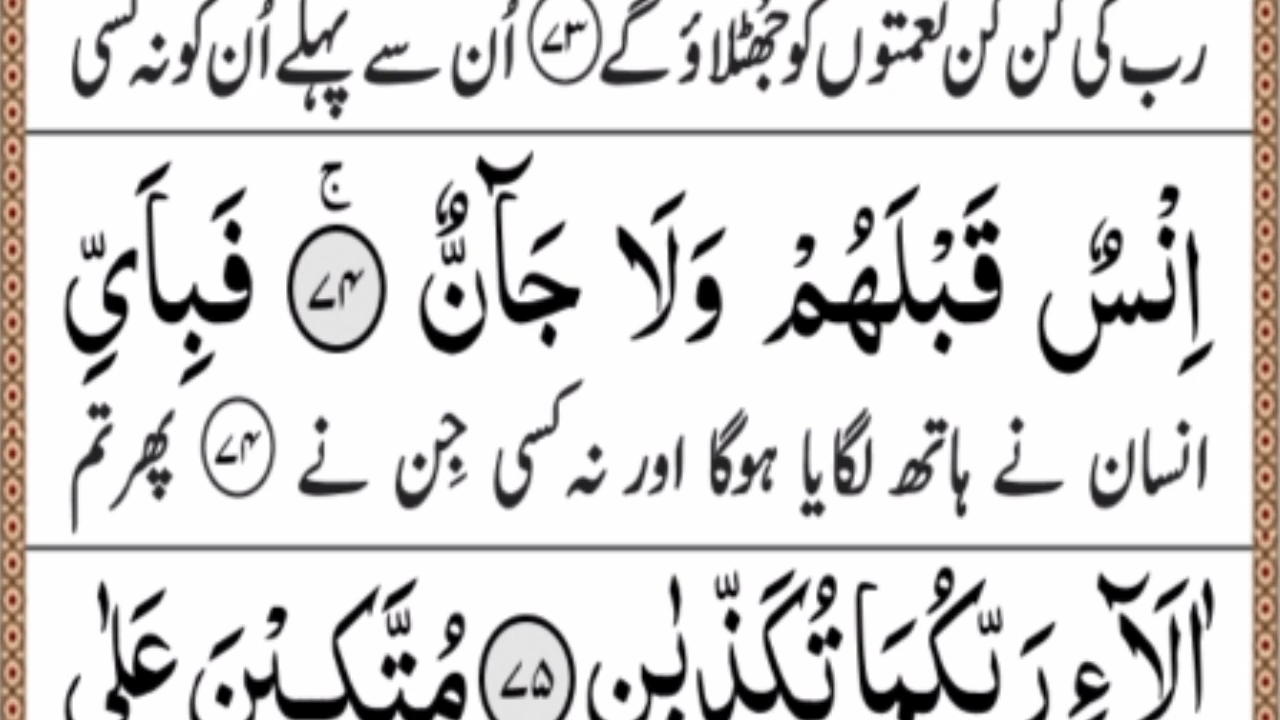 رب کی کن کن نعمتوں کو جھٹلاؤ گے ۷۳ اُن سے پہلے اُن کو نہ کسی
اِنْسٌ قَبْلَهُمْ وَلَا جَآنٌّ ۷۴ ج فَبِاَيِّ
انسان نے ہاتھ لگایا ہوگا اور نہ کسی جِن نے ۷۴ پھر تم
اٰلَآءِ رَبِّكُمَا تُكَذِّبٰنِ ۷۵ مُتَّكِـِٕيْنَ عَلٰى